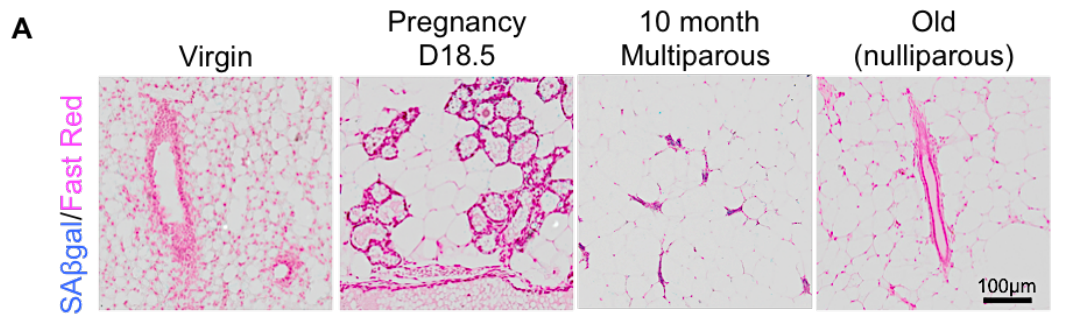 A
Virgin
Pregnancy
D18.5
10 month
Multiparous
Old
(nulliparous)
SAβgal/Fast Red
100μm